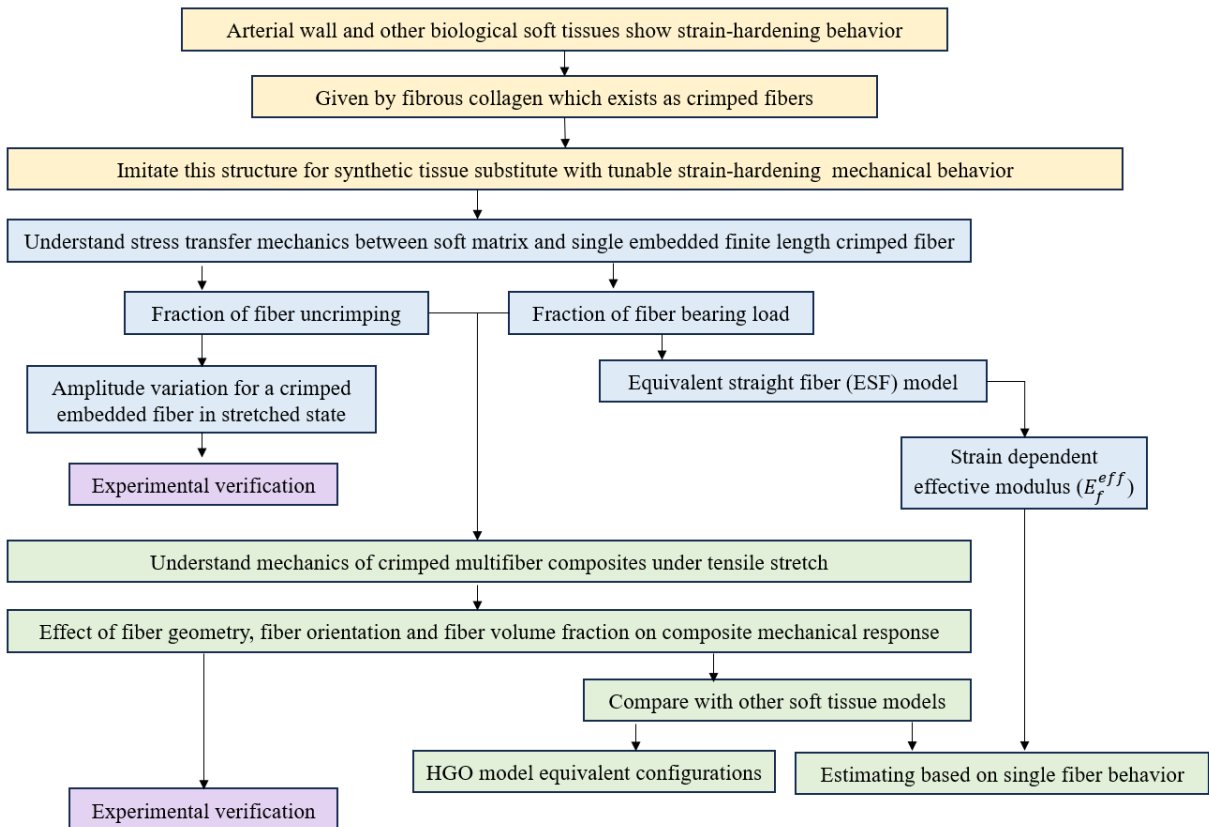 Arterial wall and other biological soft tissues show strain-hardening behavior
Given by fibrous collagen which exists as crimped fibers
Imitate this structure for synthetic tissue substitute with tunable strain-hardening mechanical behavior
Understand stress transfer mechanics between soft matrix and single embedded finite length crimped fiber
Fraction of fiber uncrimping
Fraction of fiber bearing load
Amplitude variation for a crimped
embedded fiber in stretched state
Equivalent straight fiber (ESF) model
Experimental verification
Strain dependent
effective modulus (E_f^{eff})
Understand mechanics of crimped multifiber composites under tensile stretch
Effect of fiber geometry, fiber orientation and fiber volume fraction on composite mechanical response
Compare with other soft tissue models
HGO model equivalent configurations
Estimating based on single fiber behavior
Experimental verification